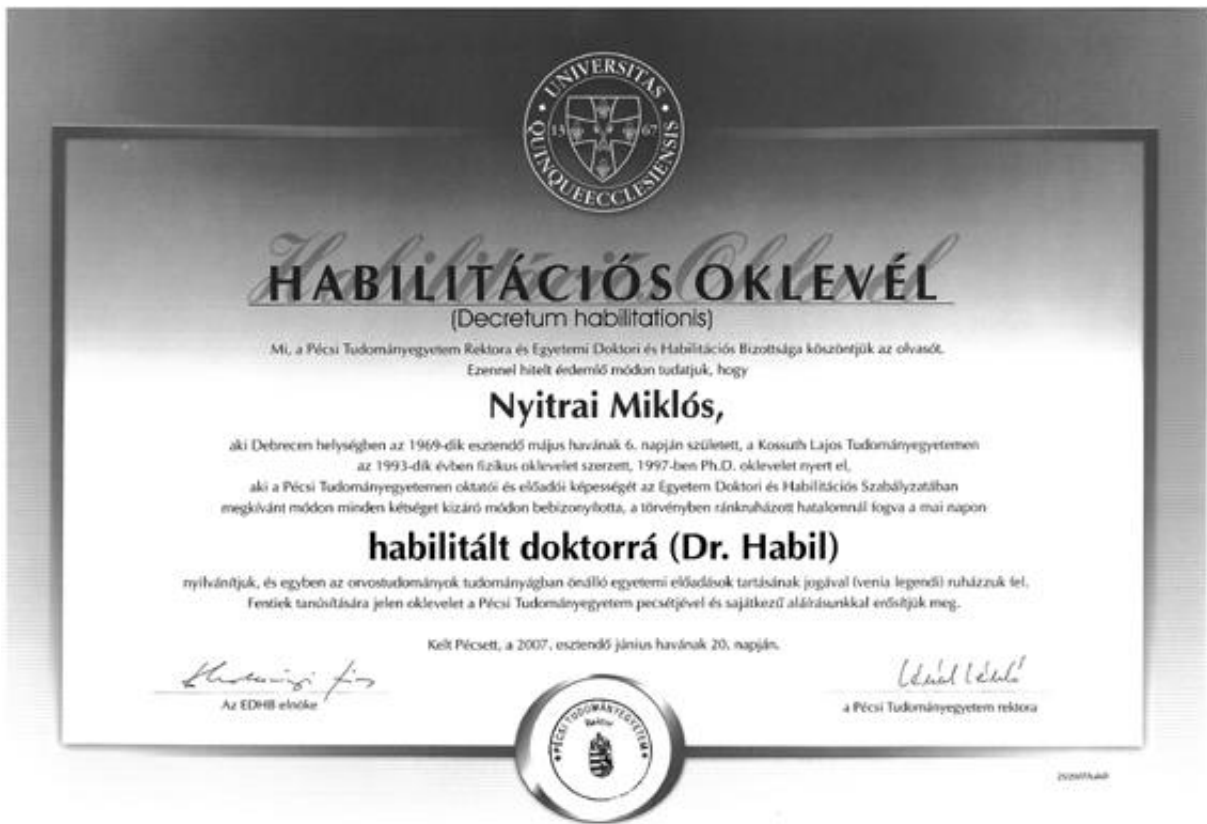 UNIVERSITAS QUINQUEECCLESIENSIS
13 67
Habilitációs Oklevél
HABILITÁCIÓS OKLEVÉL
(Decretum habilitationis)
Mi, a Pécsi Tudományegyetem Rektora és Egyetemi Doktori és Habilitációs Bizottsága köszöntjük az olvasót.
Ezennel hitelt érdemlő módon tudatjuk, hogy
Nyitrai Miklós,
aki Debrecen helységben az 1969-dik esztendő május havának 6. napján született, a Kossuth Lajos Tudományegyetemen
az 1993-dik évben fizikus oklevelet szerzett, 1997-ben Ph.D. oklevelet nyert el,
aki a Pécsi Tudományegyetemen oktatói és előadói képességét az Egyetem Doktori és Habilitációs Szabályzatában
megkívánt módon minden kétséget kizáró módon bebizonyította, a törvényben ránkruházott hatalomnál fogva a mai napon
habilitált doktorrá (Dr. Habil)
nyilvánítjuk, és egyben az orvostudományok tudományágban önálló egyetemi előadások tartásának jogával (venia legendi) ruházzuk fel.
Fentiek tanúsítására jelen oklevelet a Pécsi Tudományegyetem pecsétjével és sajátkezű aláírásunkkal erősítjük meg.
Kelt Pécsett, a 2007. esztendő június havának 20. napján.
Az EDHB elnöke
a Pécsi Tudományegyetem rektora
PÉCSI TUDOMÁNYEGYETEM
Rektor